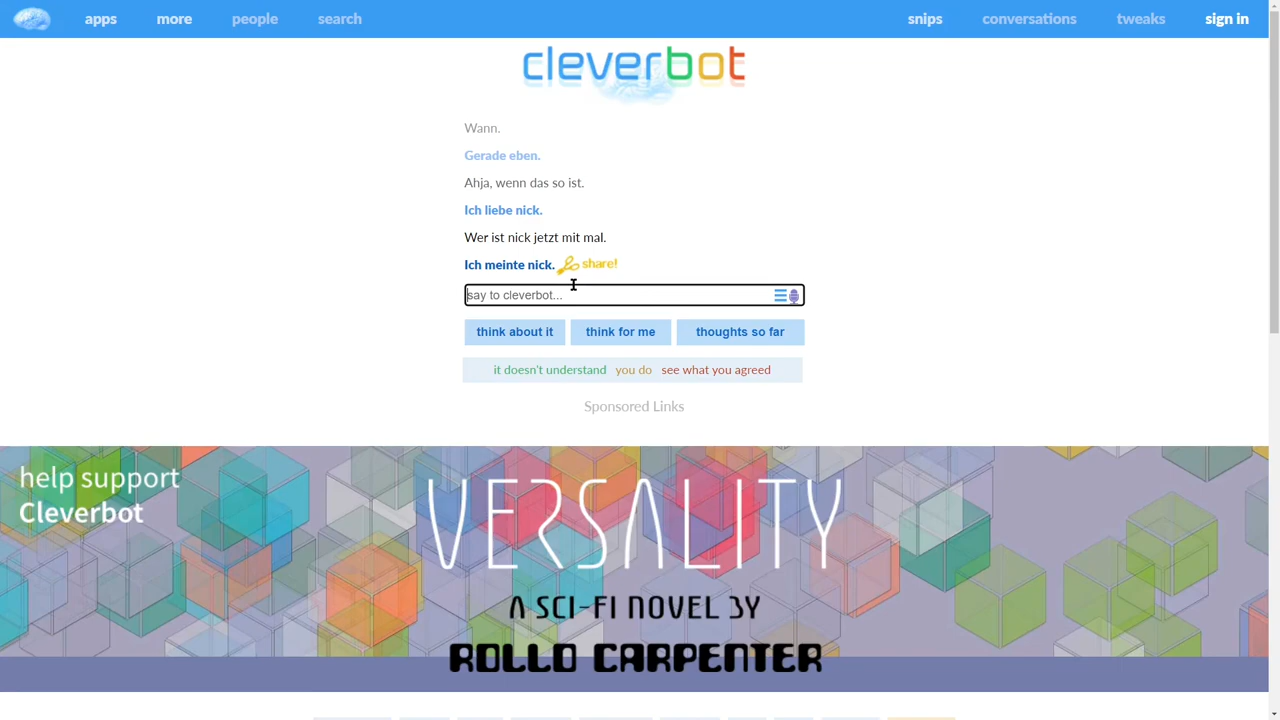 apps more people search snips conversations tweaks sign in
cleverbot
Wann.
Gerade eben.
Ahja, wenn das so ist.
Ich liebe nick.
Wer ist nick jetzt mit mal.
Ich meinte nick. share!
say to cleverbot...
think about it think for me thoughts so far
it doesn't understand you do see what you agreed
Sponsored Links
help support
Cleverbot
VERSALITY
A SCI-FI NOVEL BY
ROLLO CARPENTER